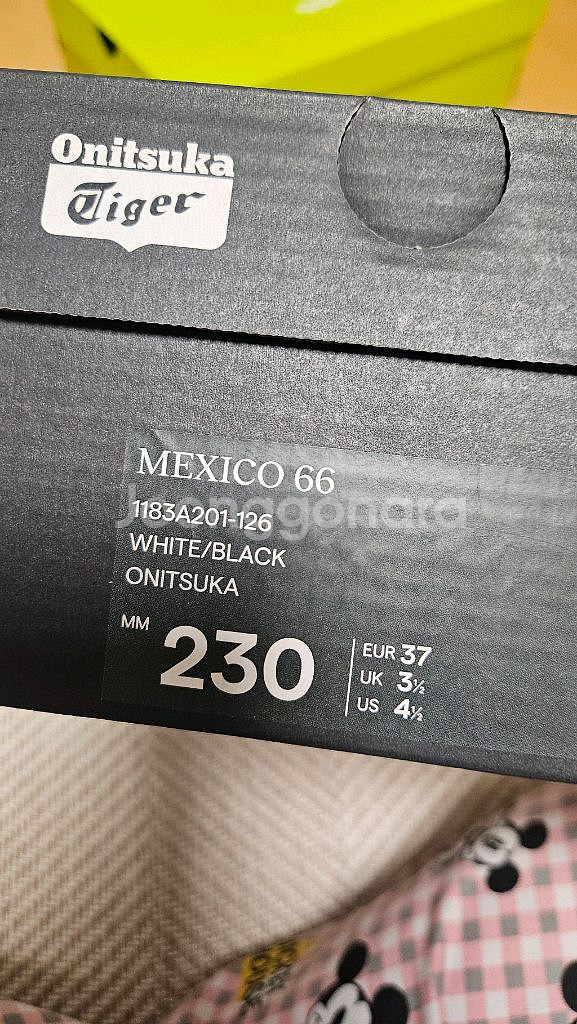 Onitsuka
Tiger
MEXICO 66
1183A201-126
Joonggonara
WHITE/BLACK
ONITSUKA
MM
230
EUR 37
UK 3½
US 4½